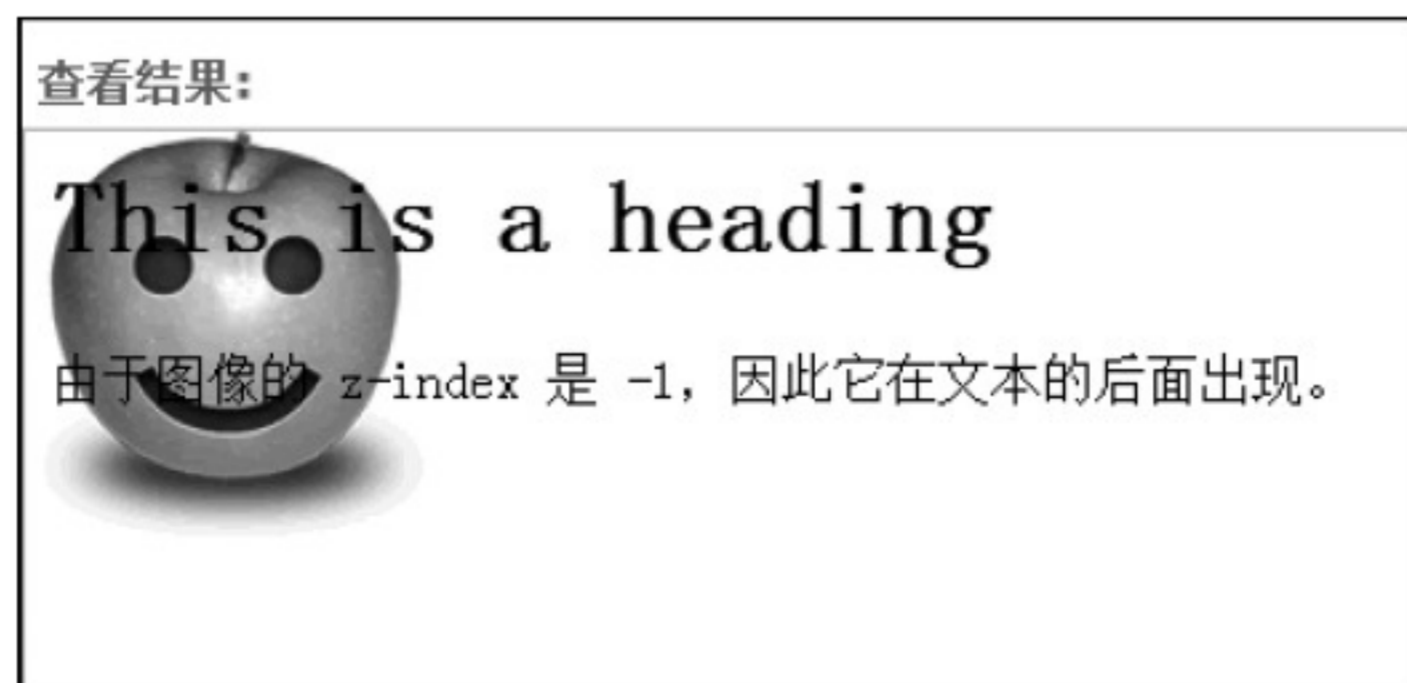 查看结果:
This is a heading
由于图像的 z-index 是 -1，因此它在文本的后面出现。